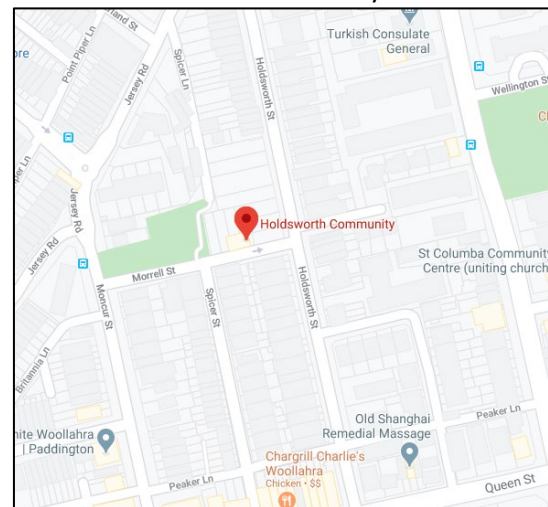 Turkish Consulate
General
Point Piper Ln
Jersey Rd
Spicer Ln
Holdsworth St
Wellington St
Jersey Rd
Holdsworth Community
St Columba Community
Centre (uniting church
Jersey Rd
Morrell St
Moncur St
Spicer St
Holdsworth St
Britannia Ln
Peaker Ln
Old Shanghai
Remedial Massage
Woollahra
| Paddington
Chargrill Charlie's
Woollahra
Chicken • $$
Peaker Ln
Queen St